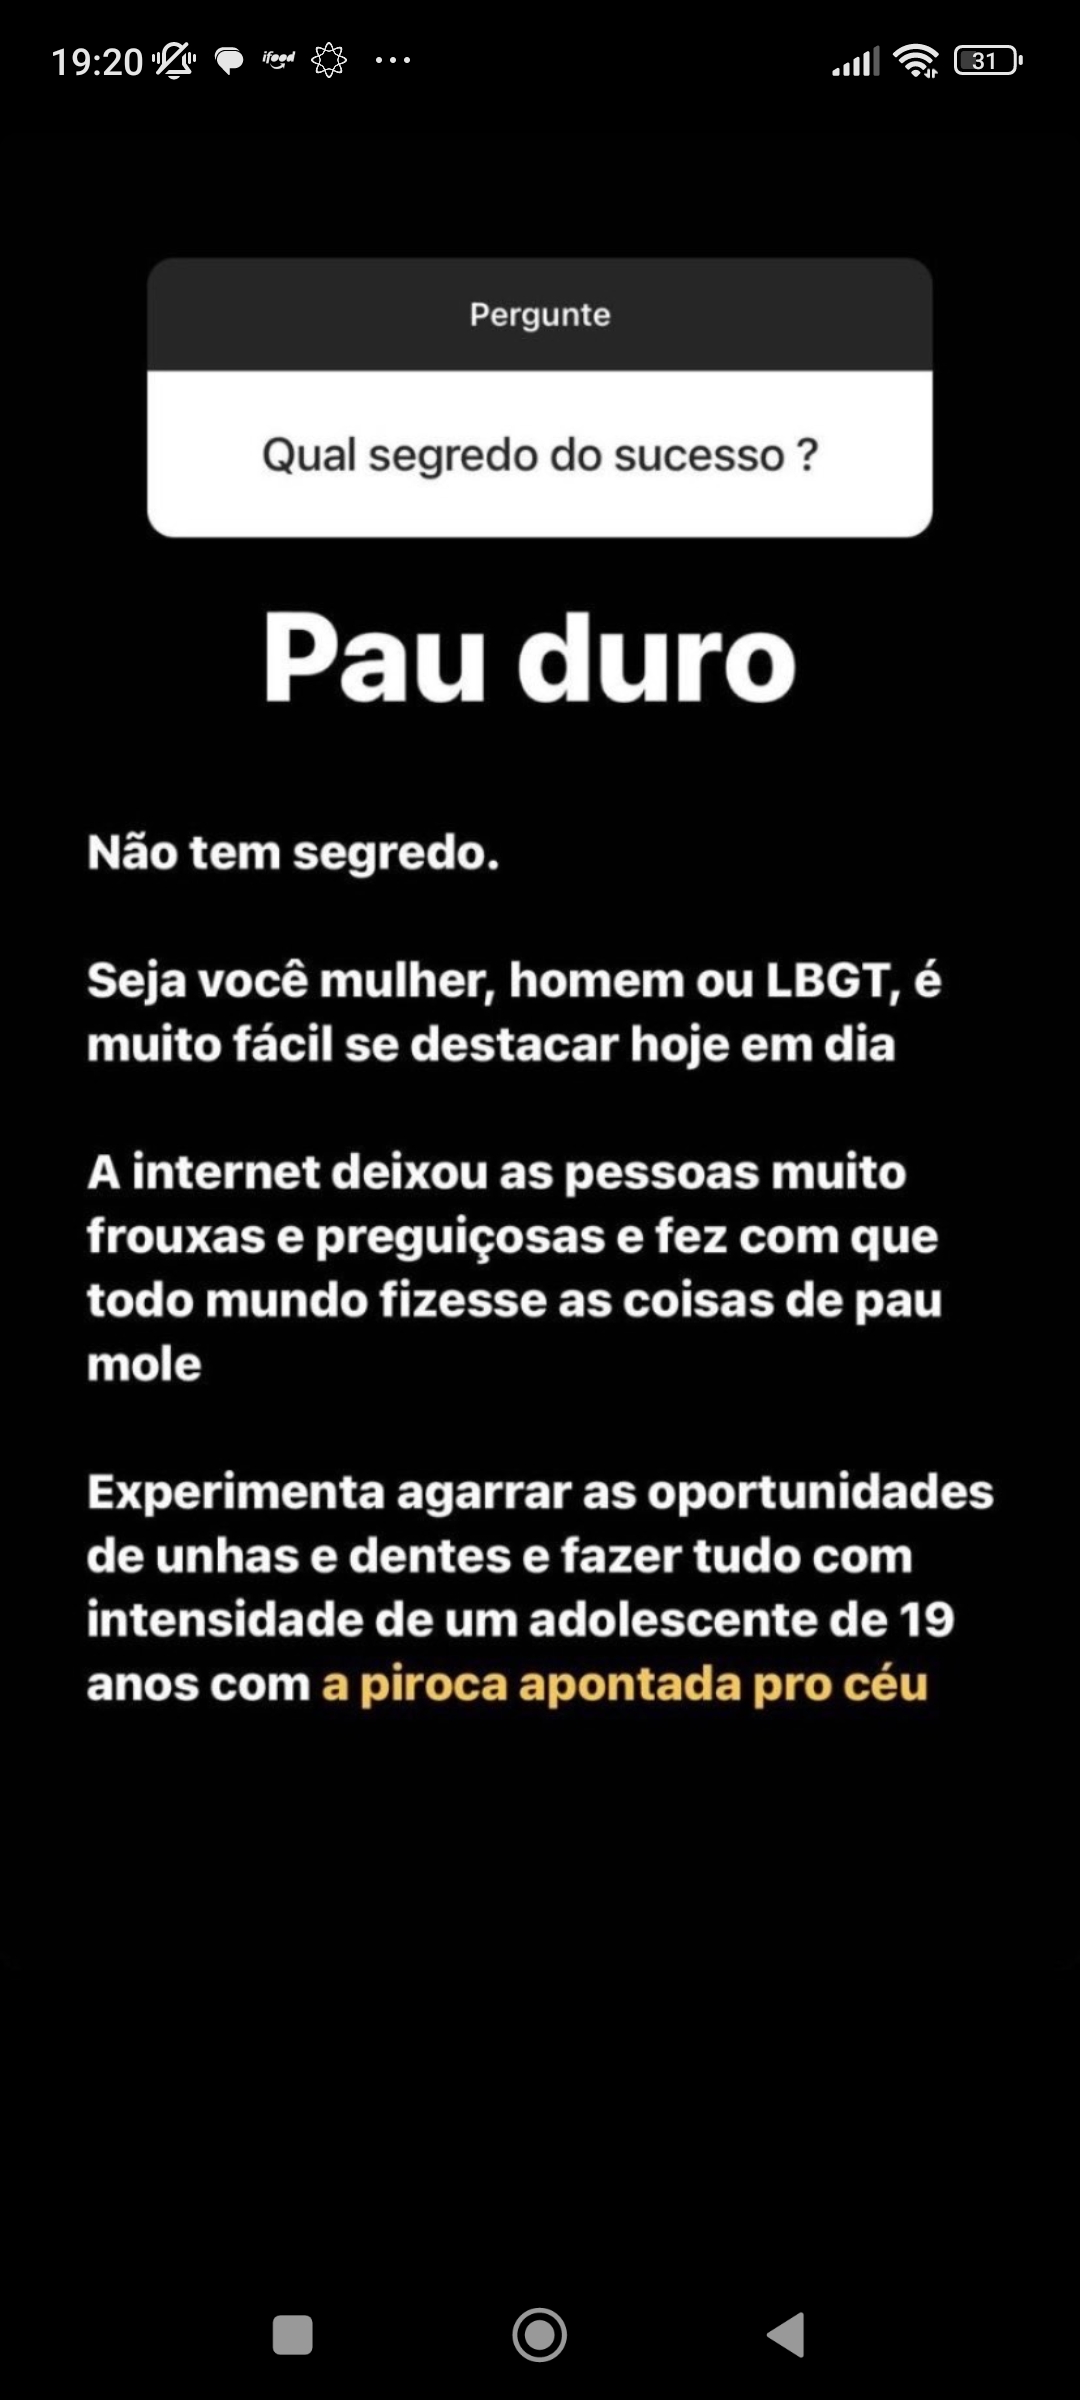 19:20
ifood
31
Pergunte
Qual segredo do sucesso ?
Pau duro
Não tem segredo.
Seja você mulher, homem ou LBGT, é
muito fácil se destacar hoje em dia
A internet deixou as pessoas muito
frouxas e preguiçosas e fez com que
todo mundo fizesse as coisas de pau
mole
Experimenta agarrar as oportunidades
de unhas e dentes e fazer tudo com
intensidade de um adolescente de 19
anos com a piroca apontada pro céu